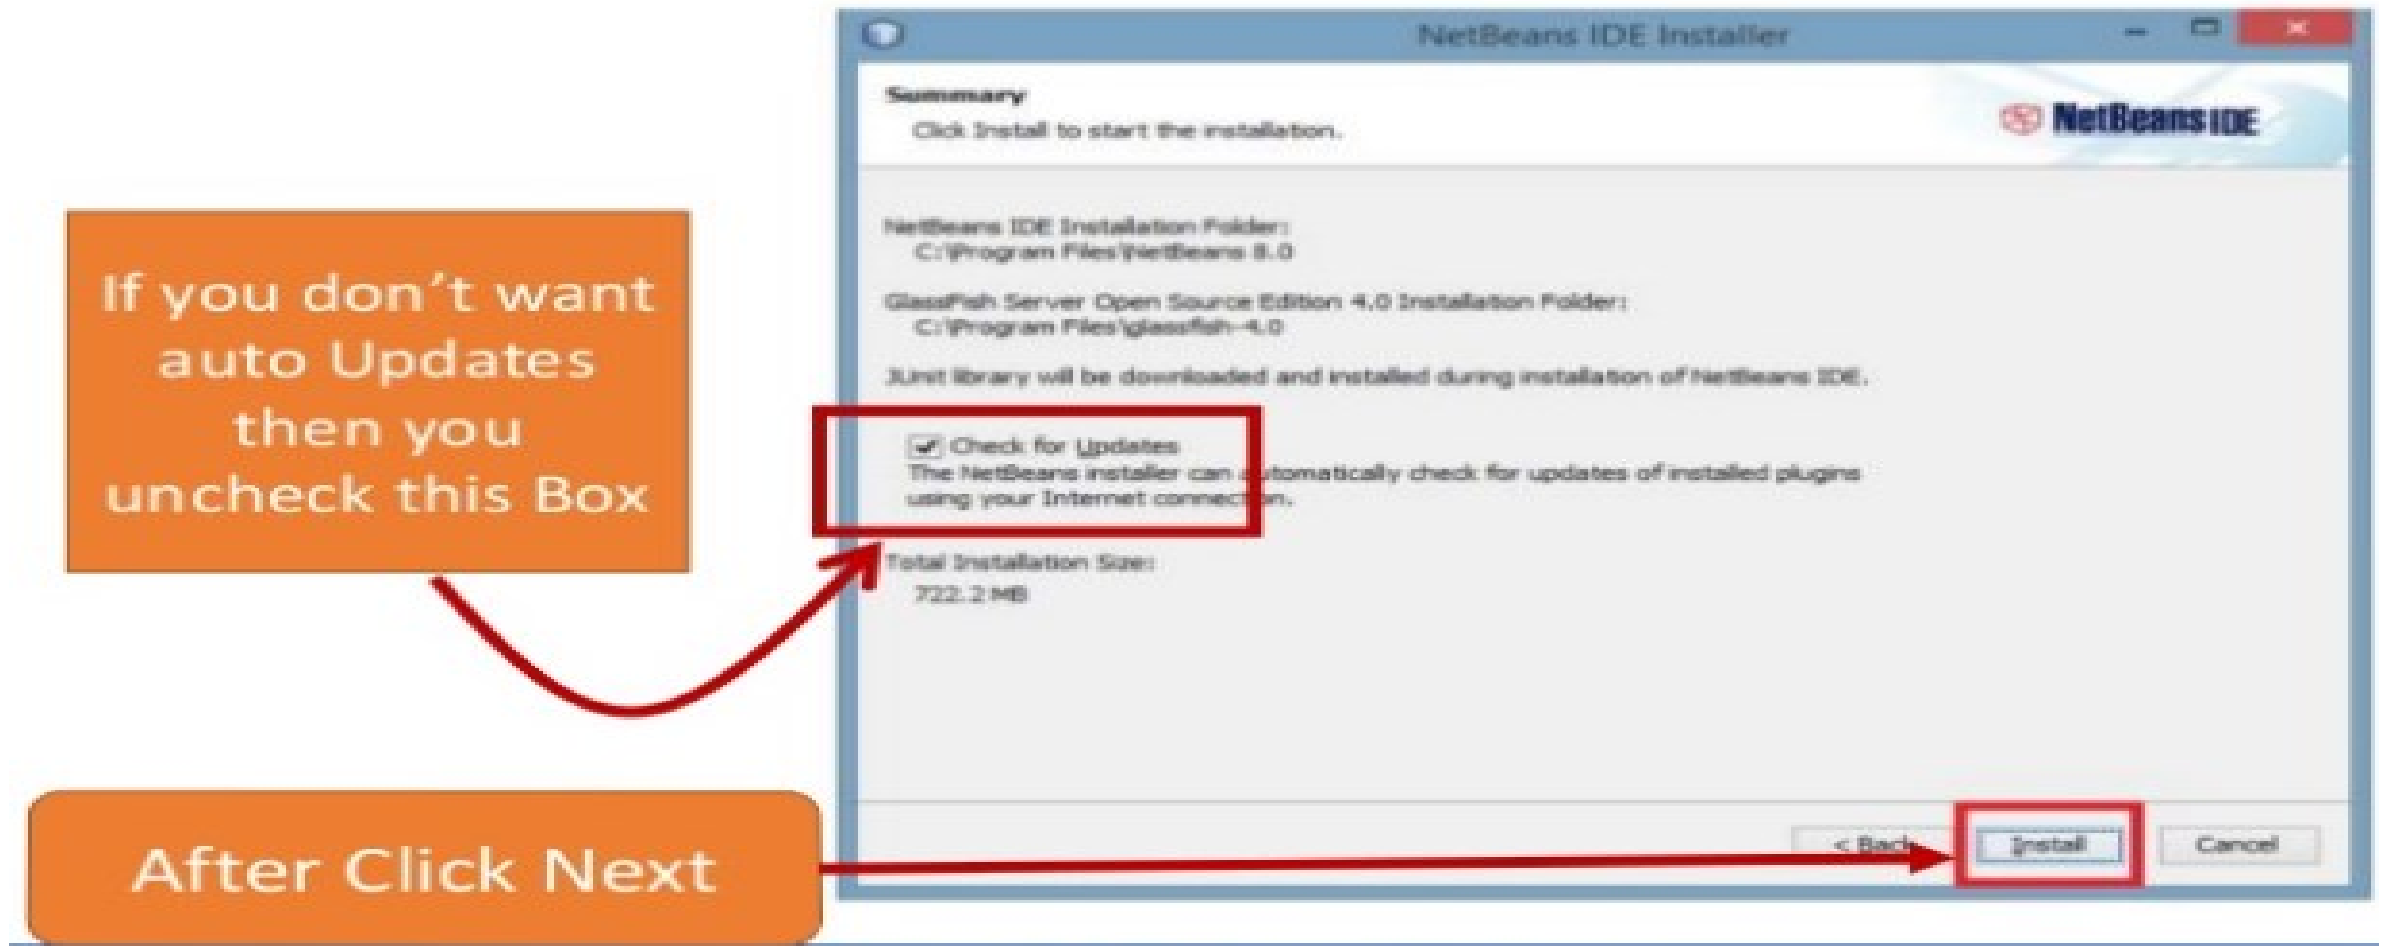 NetBeans IDE Installer
Summary
Click Install to start the installation.
NetBeans IDE
NetBeans IDE Installation Folder:
C:\Program Files\NetBeans 8.0
GlassFish Server Open Source Edition 4.0 Installation Folder:
C:\Program Files\glassfish-4.0
JUnit library will be downloaded and installed during installation of NetBeans IDE.
Check for Updates
The NetBeans installer can automatically check for updates of installed plugins
using your Internet connection.
Total Installation Size:
722.2 MB
< Back
Install
Cancel
If you don’t want
auto Updates
then you
uncheck this Box
After Click Next